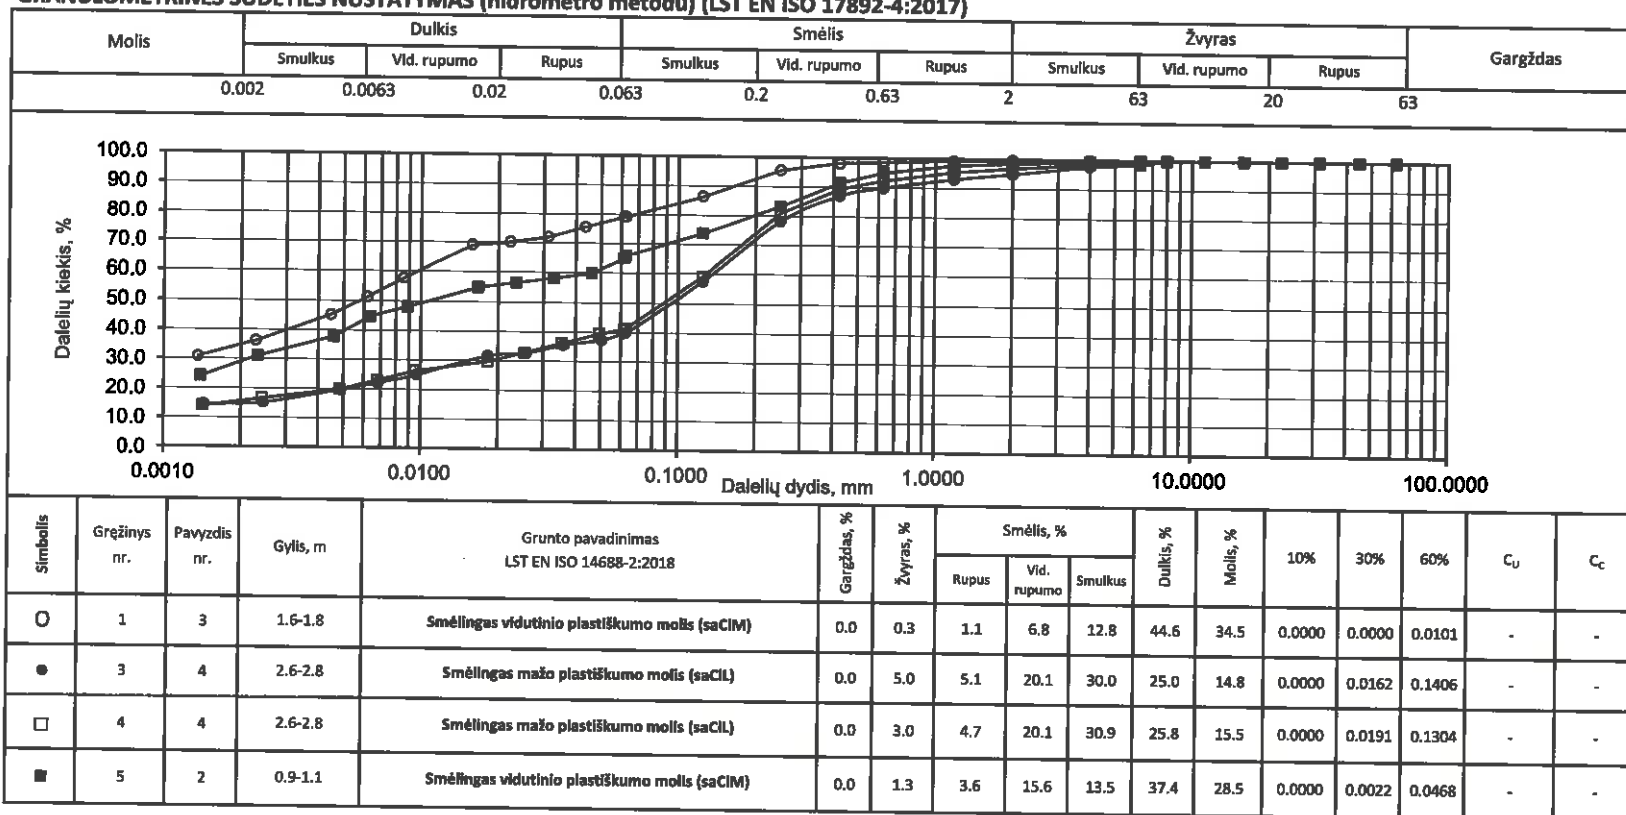 GRANULOMETRINĖS SUDĖTIES NUSTATYMAS (hidrometro metodu) (LST EN ISO 17892-4:2017)
Molis Dulkis Smėlis Žvyras Gargždas
Smulkus Vid. rupumo Rupus Smulkus Vid. rupumo Rupus Smulkus Vid. rupumo Rupus
0.002 0.0063 0.02 0.063 0.2 0.63 2 63 20 63
Dalelių kiekis, %
100.0
90.0
80.0
70.0
60.0
50.0
40.0
30.0
20.0
10.0
0.0
0.0010 0.0100 0.1000 1.0000 10.0000 100.0000
Dalelių dydis, mm
Simbolis Gręžinys nr. Pavyzdis nr. Gylis, m Grunto pavadinimas LST EN ISO 14688-2:2018 Gargždas, % Žvyras, % Smėlis, % Dulkis, % Molis, % 10% 30% 60% CU CC
Rupus Vid. rupumo Smulkus
1 3 1.6-1.8 Smėlingas vidutinio plastiškumo molis (saClM) 0.0 0.3 1.1 6.8 12.8 44.6 34.5 0.0000 0.0000 0.0101 - -
3 4 2.6-2.8 Smėlingas mažo plastiškumo molis (saClL) 0.0 5.0 5.1 20.1 30.0 25.0 14.8 0.0000 0.0162 0.1406 - -
4 4 2.6-2.8 Smėlingas mažo plastiškumo molis (saClL) 0.0 3.0 4.7 20.1 30.9 25.8 15.5 0.0000 0.0191 0.1304 - -
5 2 0.9-1.1 Smėlingas vidutinio plastiškumo molis (saClM) 0.0 1.3 3.6 15.6 13.5 37.4 28.5 0.0000 0.0022 0.0468 - -